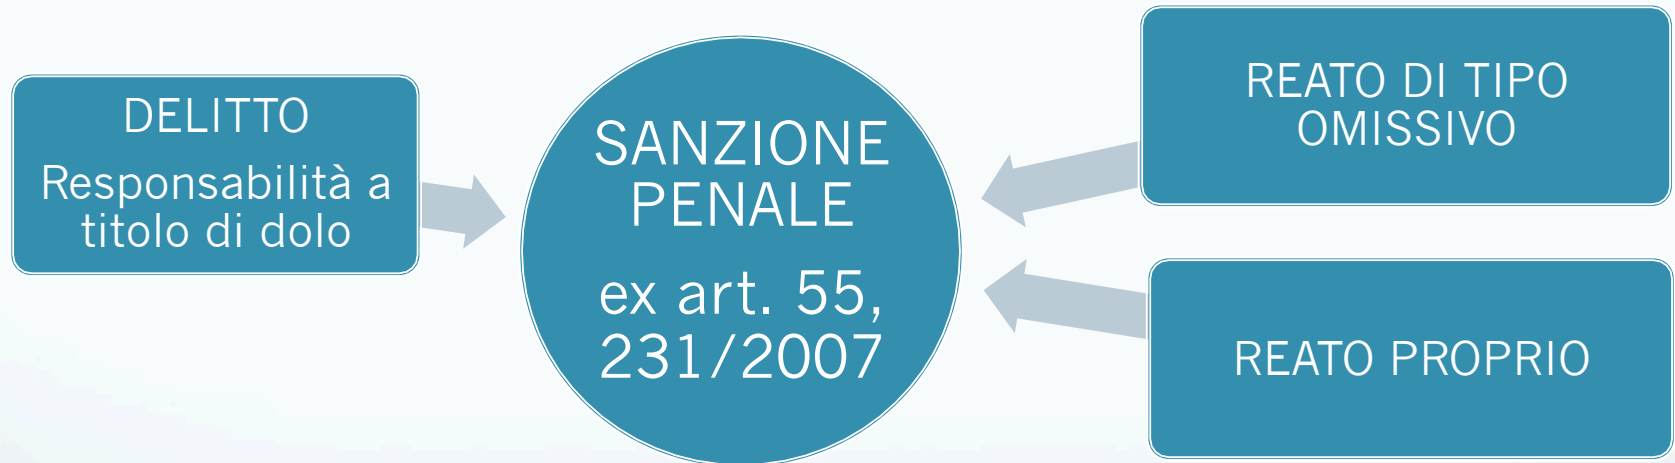 DELITTO
Responsabilità a
titolo di dolo
SANZIONE
PENALE
ex art. 55,
231/2007
REATO DI TIPO
OMISSIVO
REATO PROPRIO